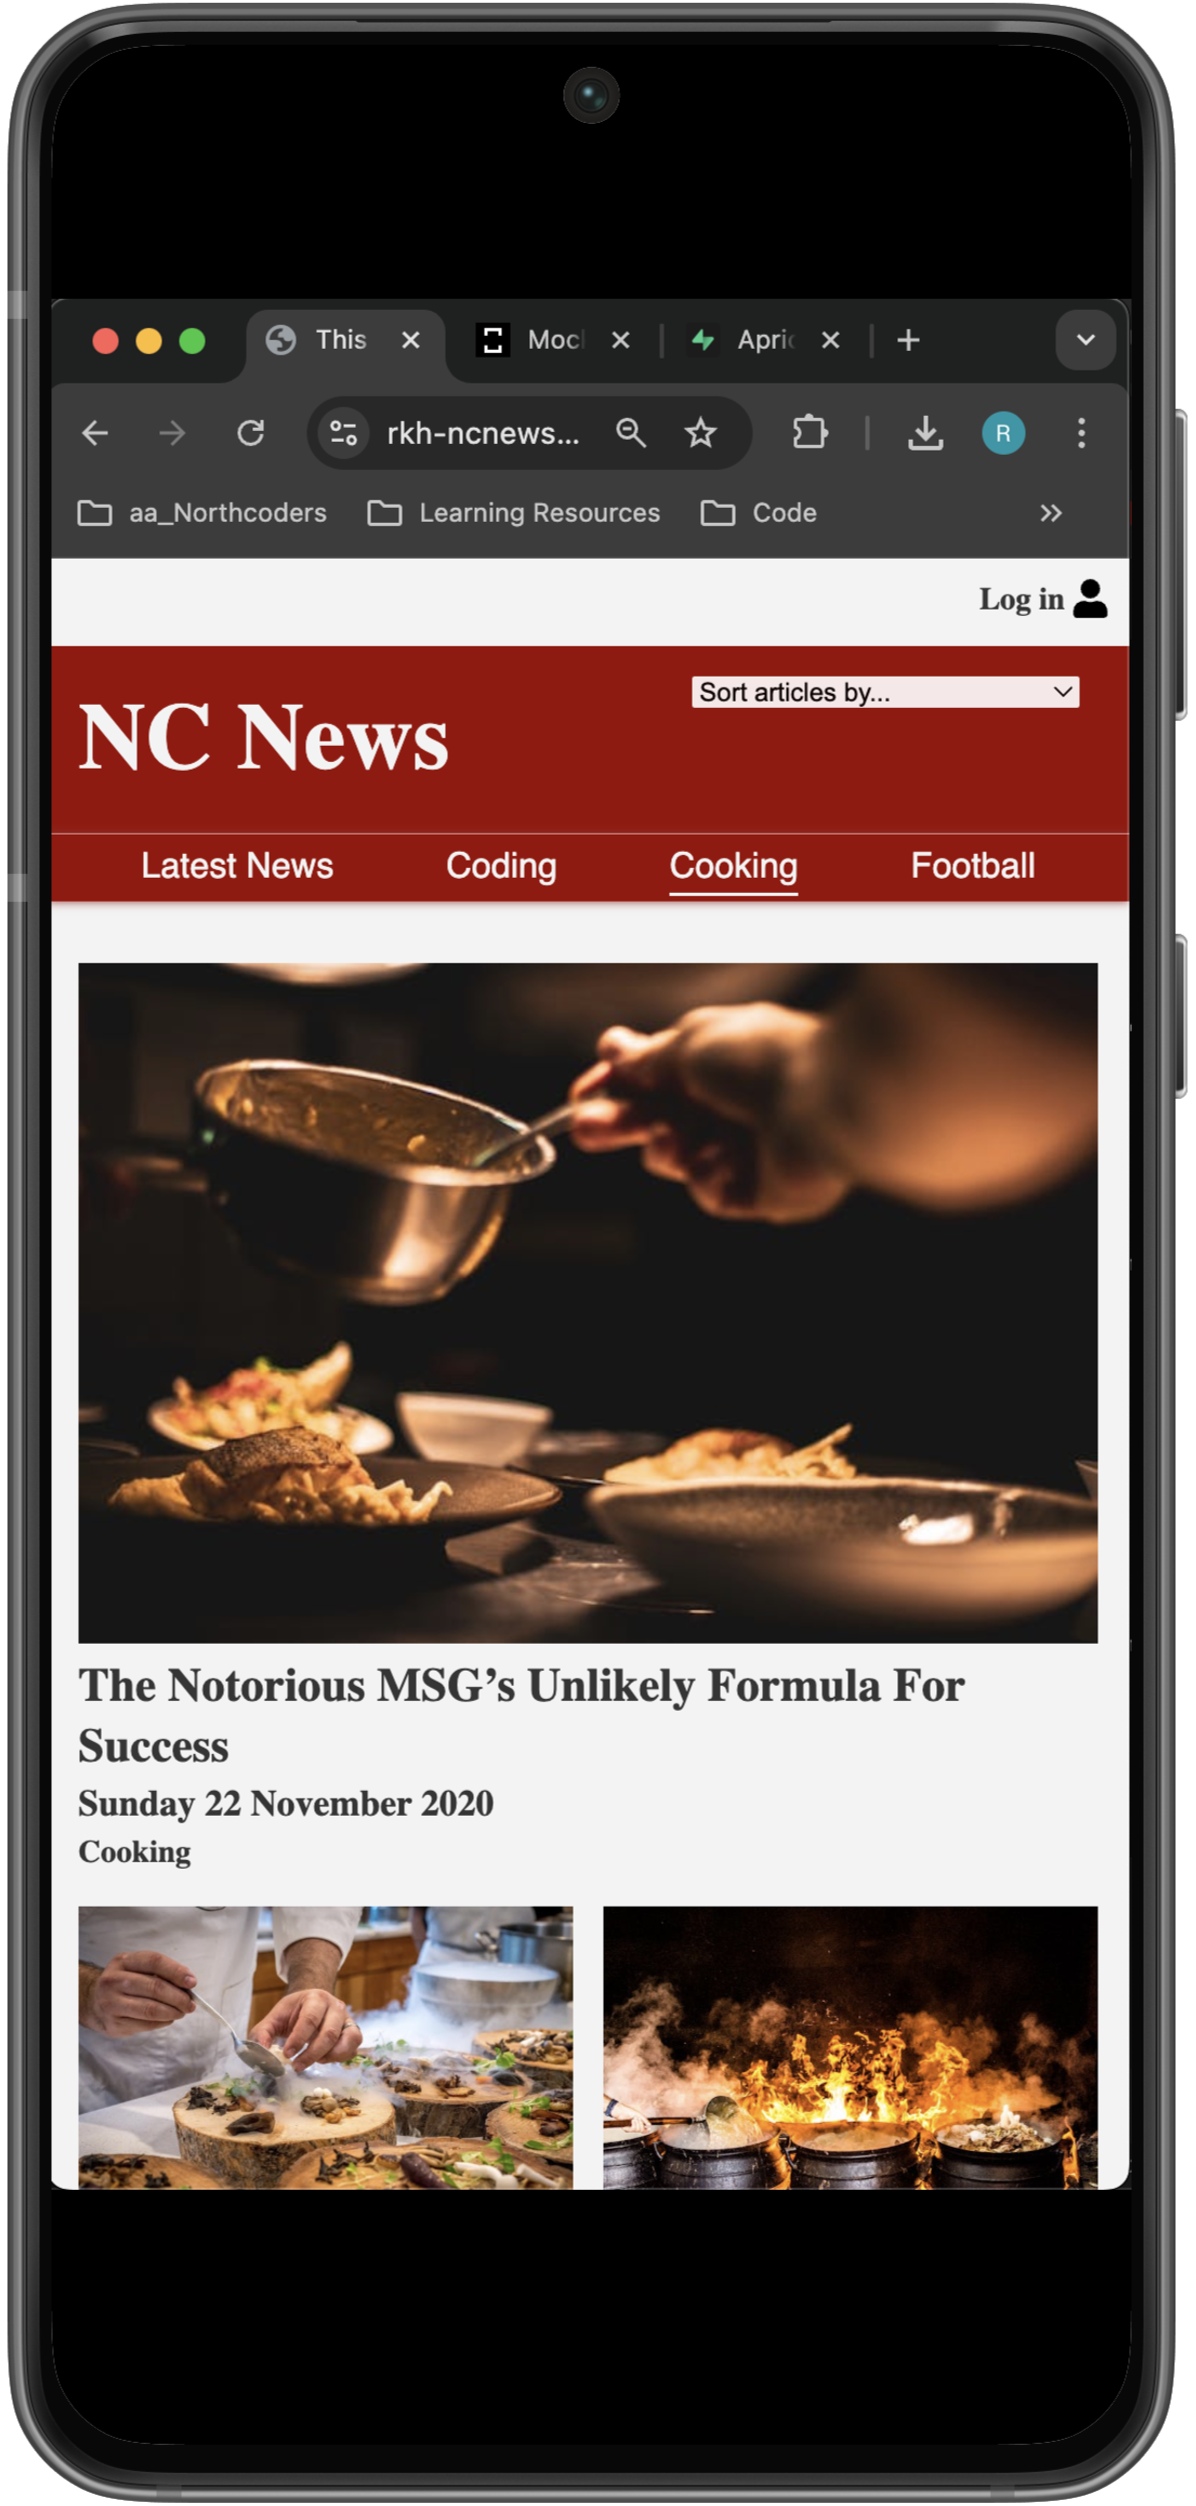 This
Moc
Apric
rkh-ncnews...
R
aa_Northcoders
Learning Resources
Code
Log in
Sort articles by...
NC News
Latest News
Coding
Cooking
Football
The Notorious MSG’s Unlikely Formula For
Success
Sunday 22 November 2020
Cooking